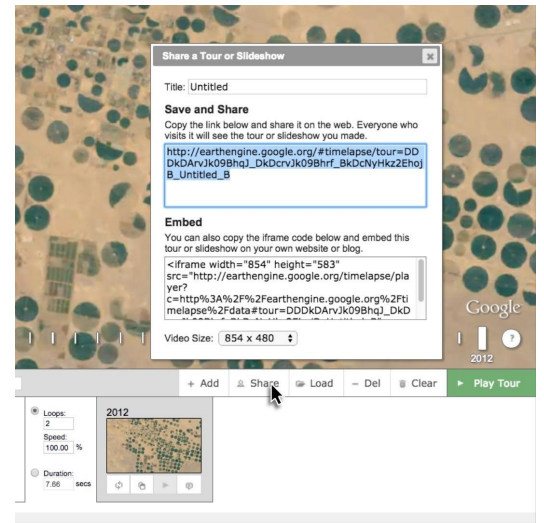 Share a Tour or Slideshow
Title: Untitled
Save and Share
Copy the link below and share it on the web. Everyone who
visits it will see the tour or slideshow you made.
http://earthengine.google.org/#timelapse/tour=DD
DkDArvJk09BhqJ_DkDcrvJk09Bhrf_BkDcNyHkz2Ehoj
B_Untitled_B
Embed
You can also copy the iframe code below and embed this
tour or slideshow on your own website or blog.
<iframe width="854" height="583"
src="http://earthengine.google.org/timelapse/pla
yer?
c=http%3A%2F%2Fearthengine.google.org%2Fti
melapse%2Fdata#tour=DDDkDArvJk09BhqJ_DkD
Video Size: 854 x 480
Google
?
2012
+ Add
Share
Load
– Del
Clear
Play Tour
Loops:
2
Speed:
100.00 %
Duration:
7.66 secs
2012